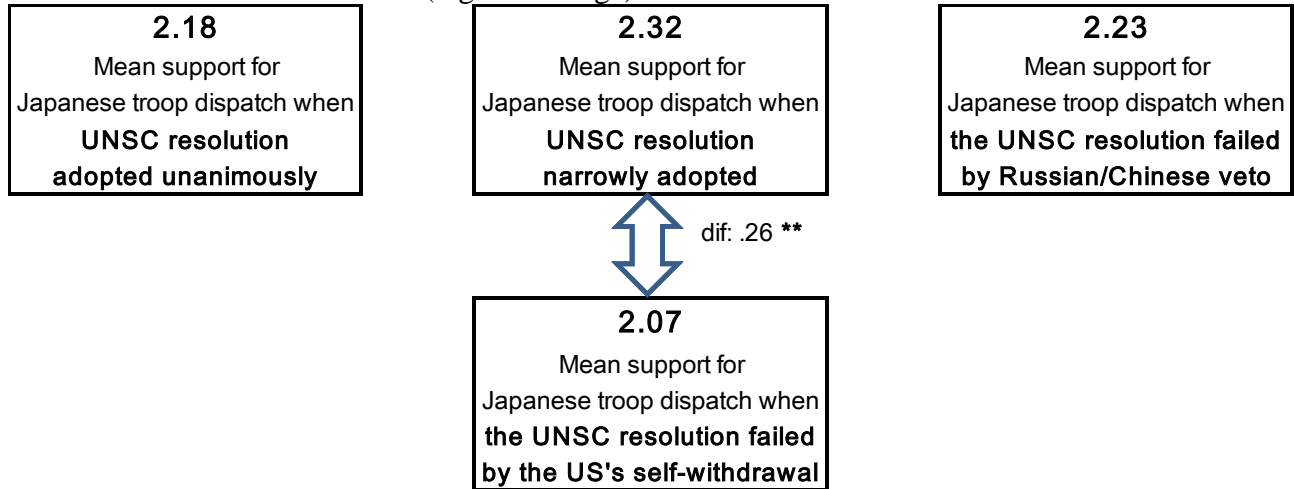 2.18
Mean support for
Japanese troop dispatch when
UNSC resolution
adopted unanimously
2.32
Mean support for
Japanese troop dispatch when
UNSC resolution
narrowly adopted
2.23
Mean support for
Japanese troop dispatch when
the UNSC resolution failed
by Russian/Chinese veto
dif: .26 **
2.07
Mean support for
Japanese troop dispatch when
the UNSC resolution failed
by the US's self-withdrawal